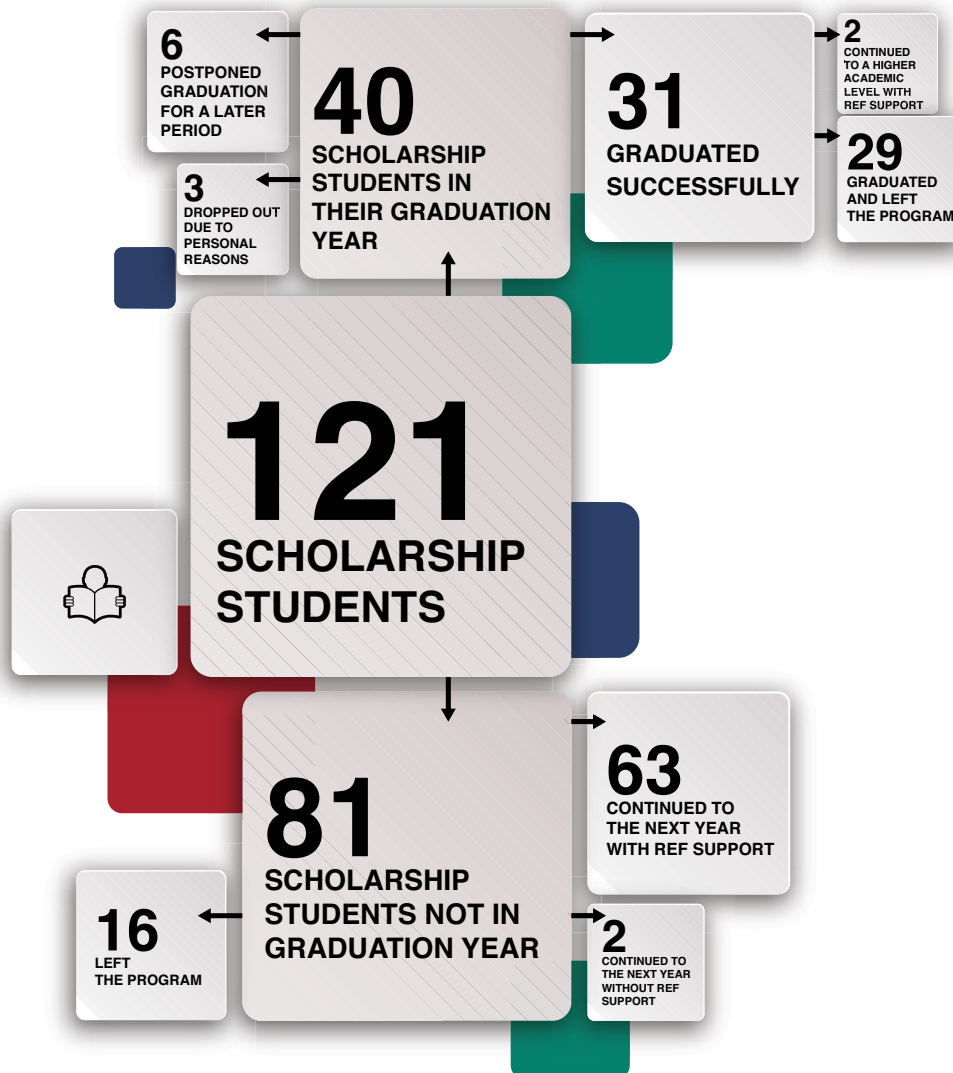 6
POSTPONED
GRADUATION
FOR A LATER
PERIOD
3
DROPPED OUT
DUE TO
PERSONAL
REASONS
40
SCHOLARSHIP
STUDENTS IN
THEIR GRADUATION
YEAR
31
GRADUATED
SUCCESSFULLY
2
CONTINUED
TO A HIGHER
ACADEMIC
LEVEL WITH
REF SUPPORT
29
GRADUATED
AND LEFT
THE PROGRAM
121
SCHOLARSHIP
STUDENTS
81
SCHOLARSHIP
STUDENTS NOT IN
GRADUATION YEAR
63
CONTINUED TO
THE NEXT YEAR
WITH REF SUPPORT
16
LEFT
THE PROGRAM
2
CONTINUED TO
THE NEXT YEAR
WITHOUT REF
SUPPORT